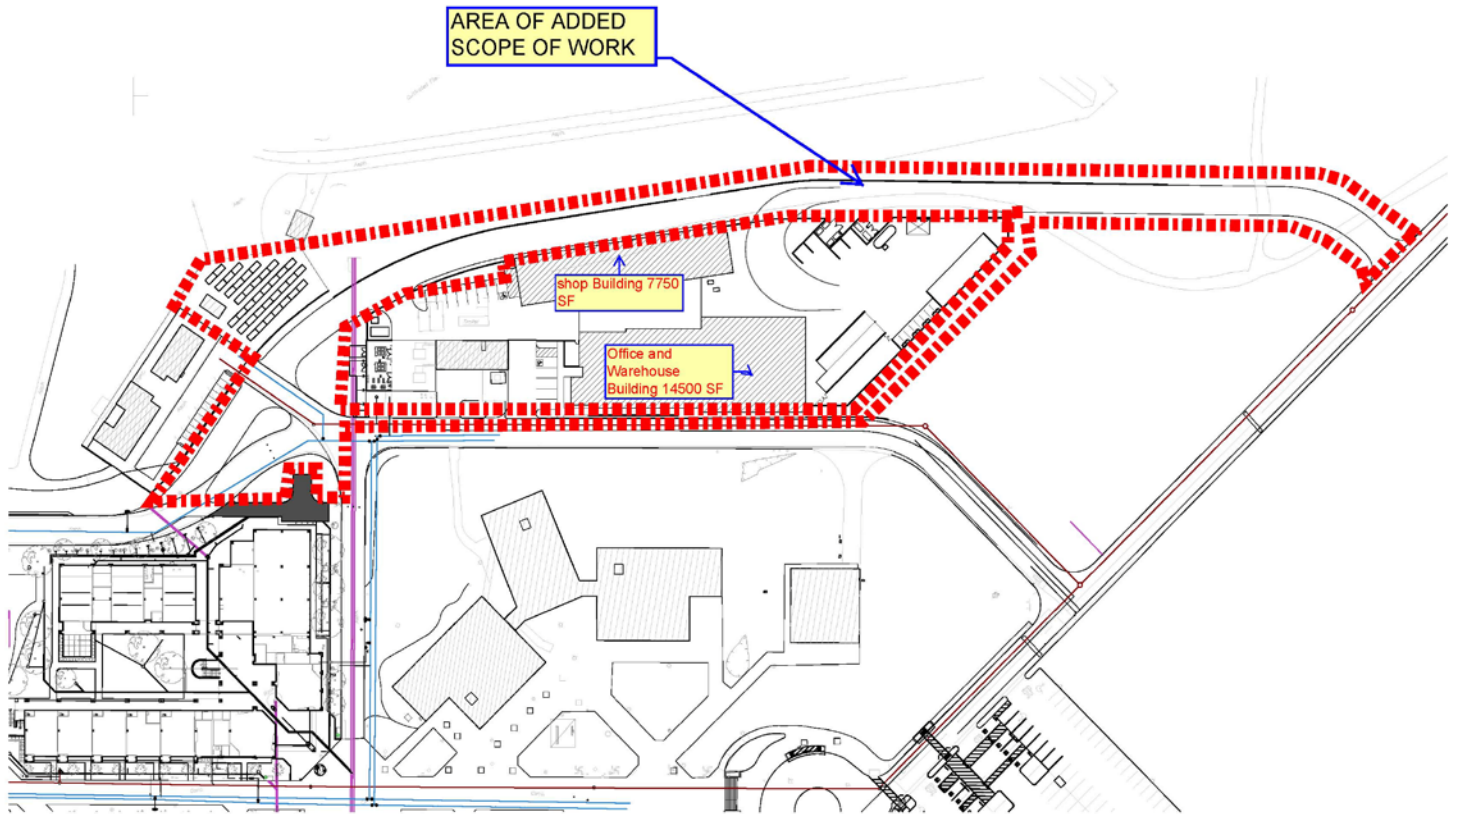 AREA OF ADDED
SCOPE OF WORK
shop Building 7750
SF
Office and
Warehouse
Building 14500 SF